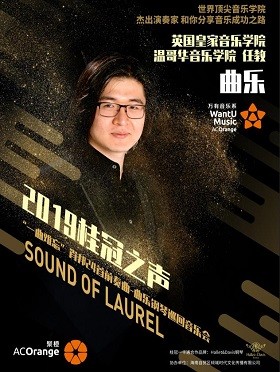 世界顶尖音乐学院
杰出演奏家 和你分享音乐成功之路
英国皇家音乐学院
温哥华音乐学院 任教
曲乐
万有音乐系
WantU
Music
ACOrange
2019桂冠之声
SOUND OF LAUREL
聚橙
ACOrange